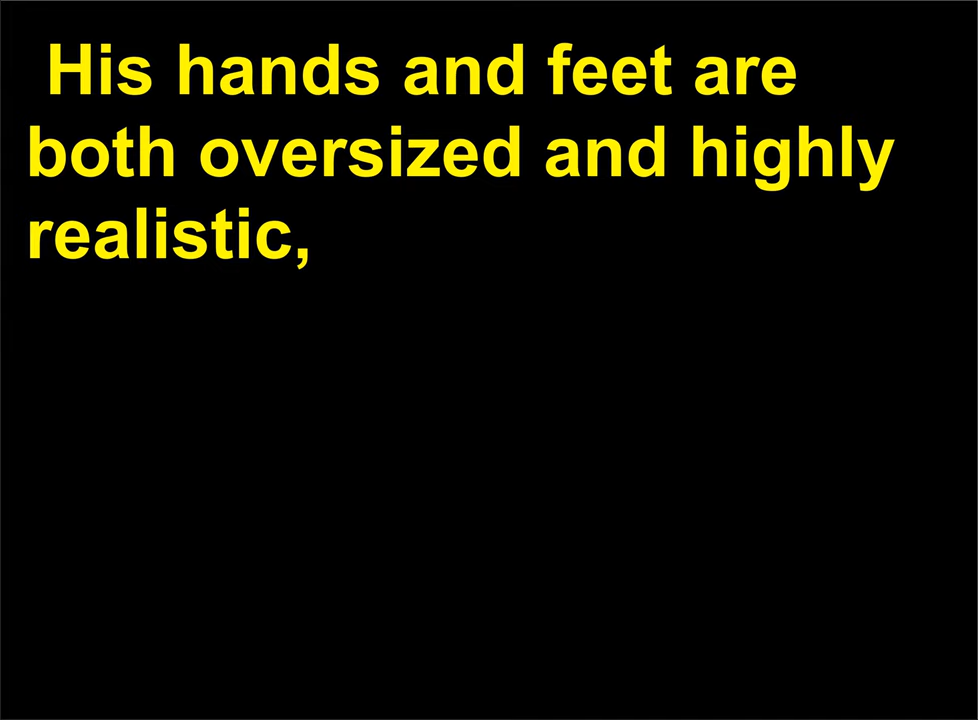 His hands and feet are
both oversized and highly
realistic,